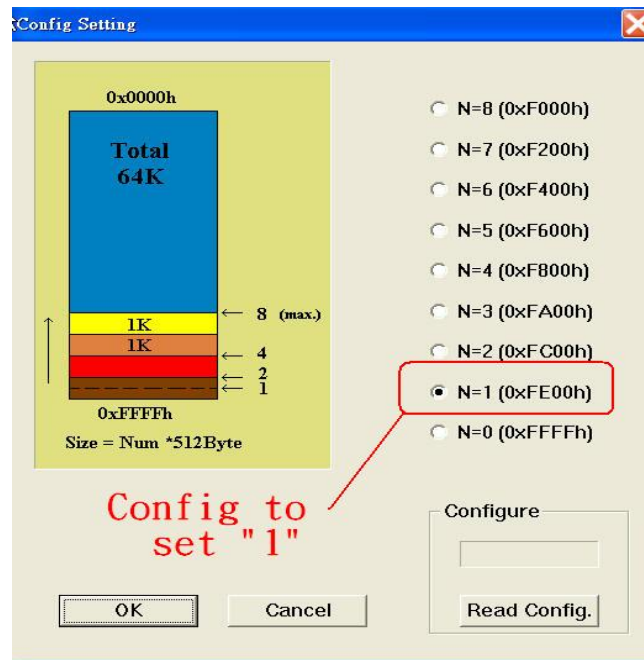 Config Setting
0x0000h
Total
64K
8 (max.)
1K
1K
4
2
1
0xFFFFh
Size = Num *512Byte
N=8 (0xF000h)
N=7 (0xF200h)
N=6 (0xF400h)
N=5 (0xF600h)
N=4 (0xF800h)
N=3 (0xFA00h)
N=2 (0xFC00h)
N=1 (0xFE00h)
N=0 (0xFFFFh)
Config to
set "1"
Configure
Read Config.
OK
Cancel